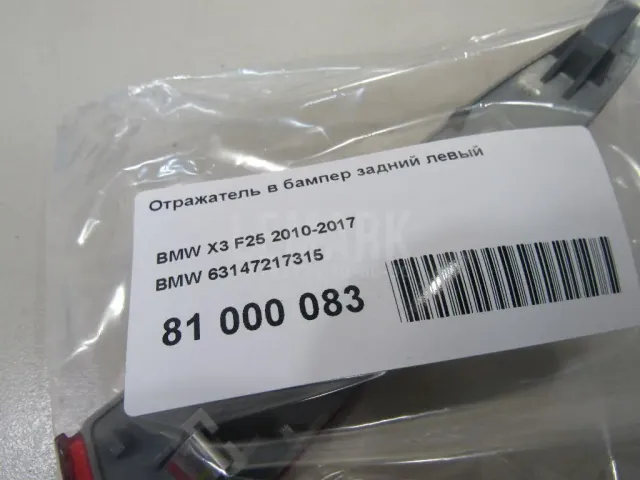 Отражатель в бампер задний левый
BMW X3 F25 2010-2017
BMW 63147217315
81 000 083